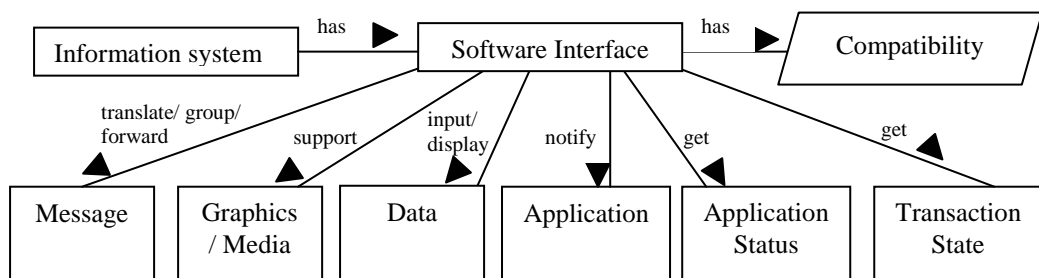 has
has
Information system
Software Interface
Compatibility
translate/ group/
forward
support
input/
display
notify
get
get
Message
Graphics
/ Media
Data
Application
Application
Status
Transaction
State